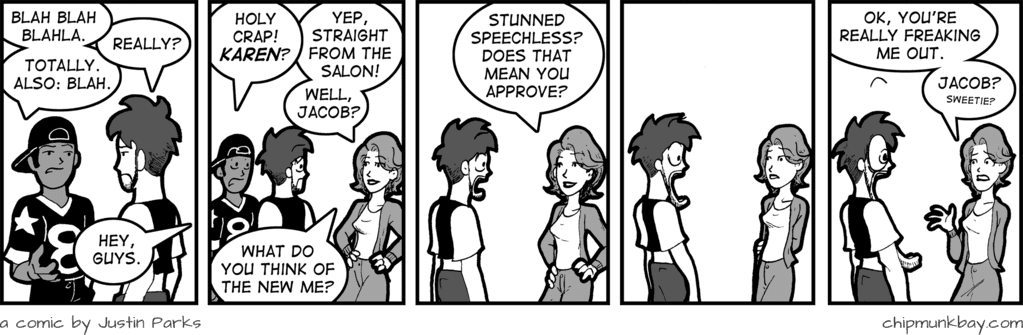 BLAH BLAH
BLAHLA.
REALLY?
TOTALLY.
ALSO: BLAH.
8
HEY,
GUYS.
HOLY
CRAP!
KAREN?
YEP,
STRAIGHT
FROM THE
SALON!
WELL,
JACOB?
8
WHAT DO
YOU THINK OF
THE NEW ME?
STUNNED
SPEECHLESS?
DOES THAT
MEAN YOU
APPROVE?
OK, YOU'RE
REALLY FREAKING
ME OUT.
JACOB?
SWEETIE?
a comic by Justin Parks
chipmunkbay.com